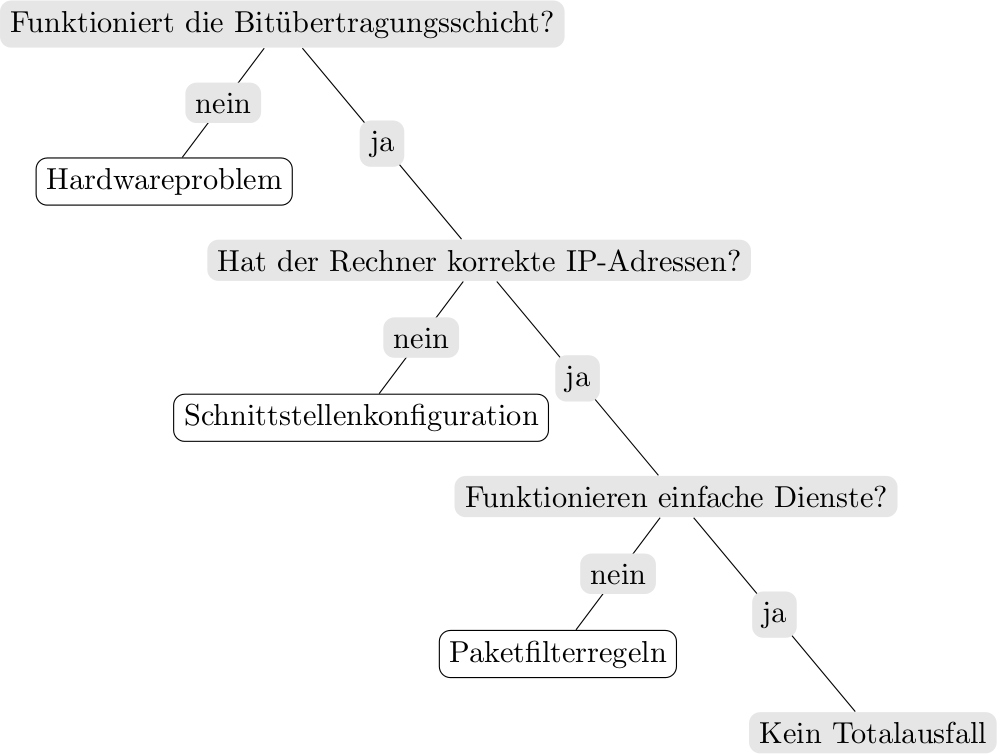 Funktioniert die Bitübertragungsschicht?
nein
ja
Hardwareproblem
Hat der Rechner korrekte IP-Adressen?
nein
ja
Schnittstellenkonfiguration
Funktionieren einfache Dienste?
nein
ja
Paketfilterregeln
Kein Totalausfall